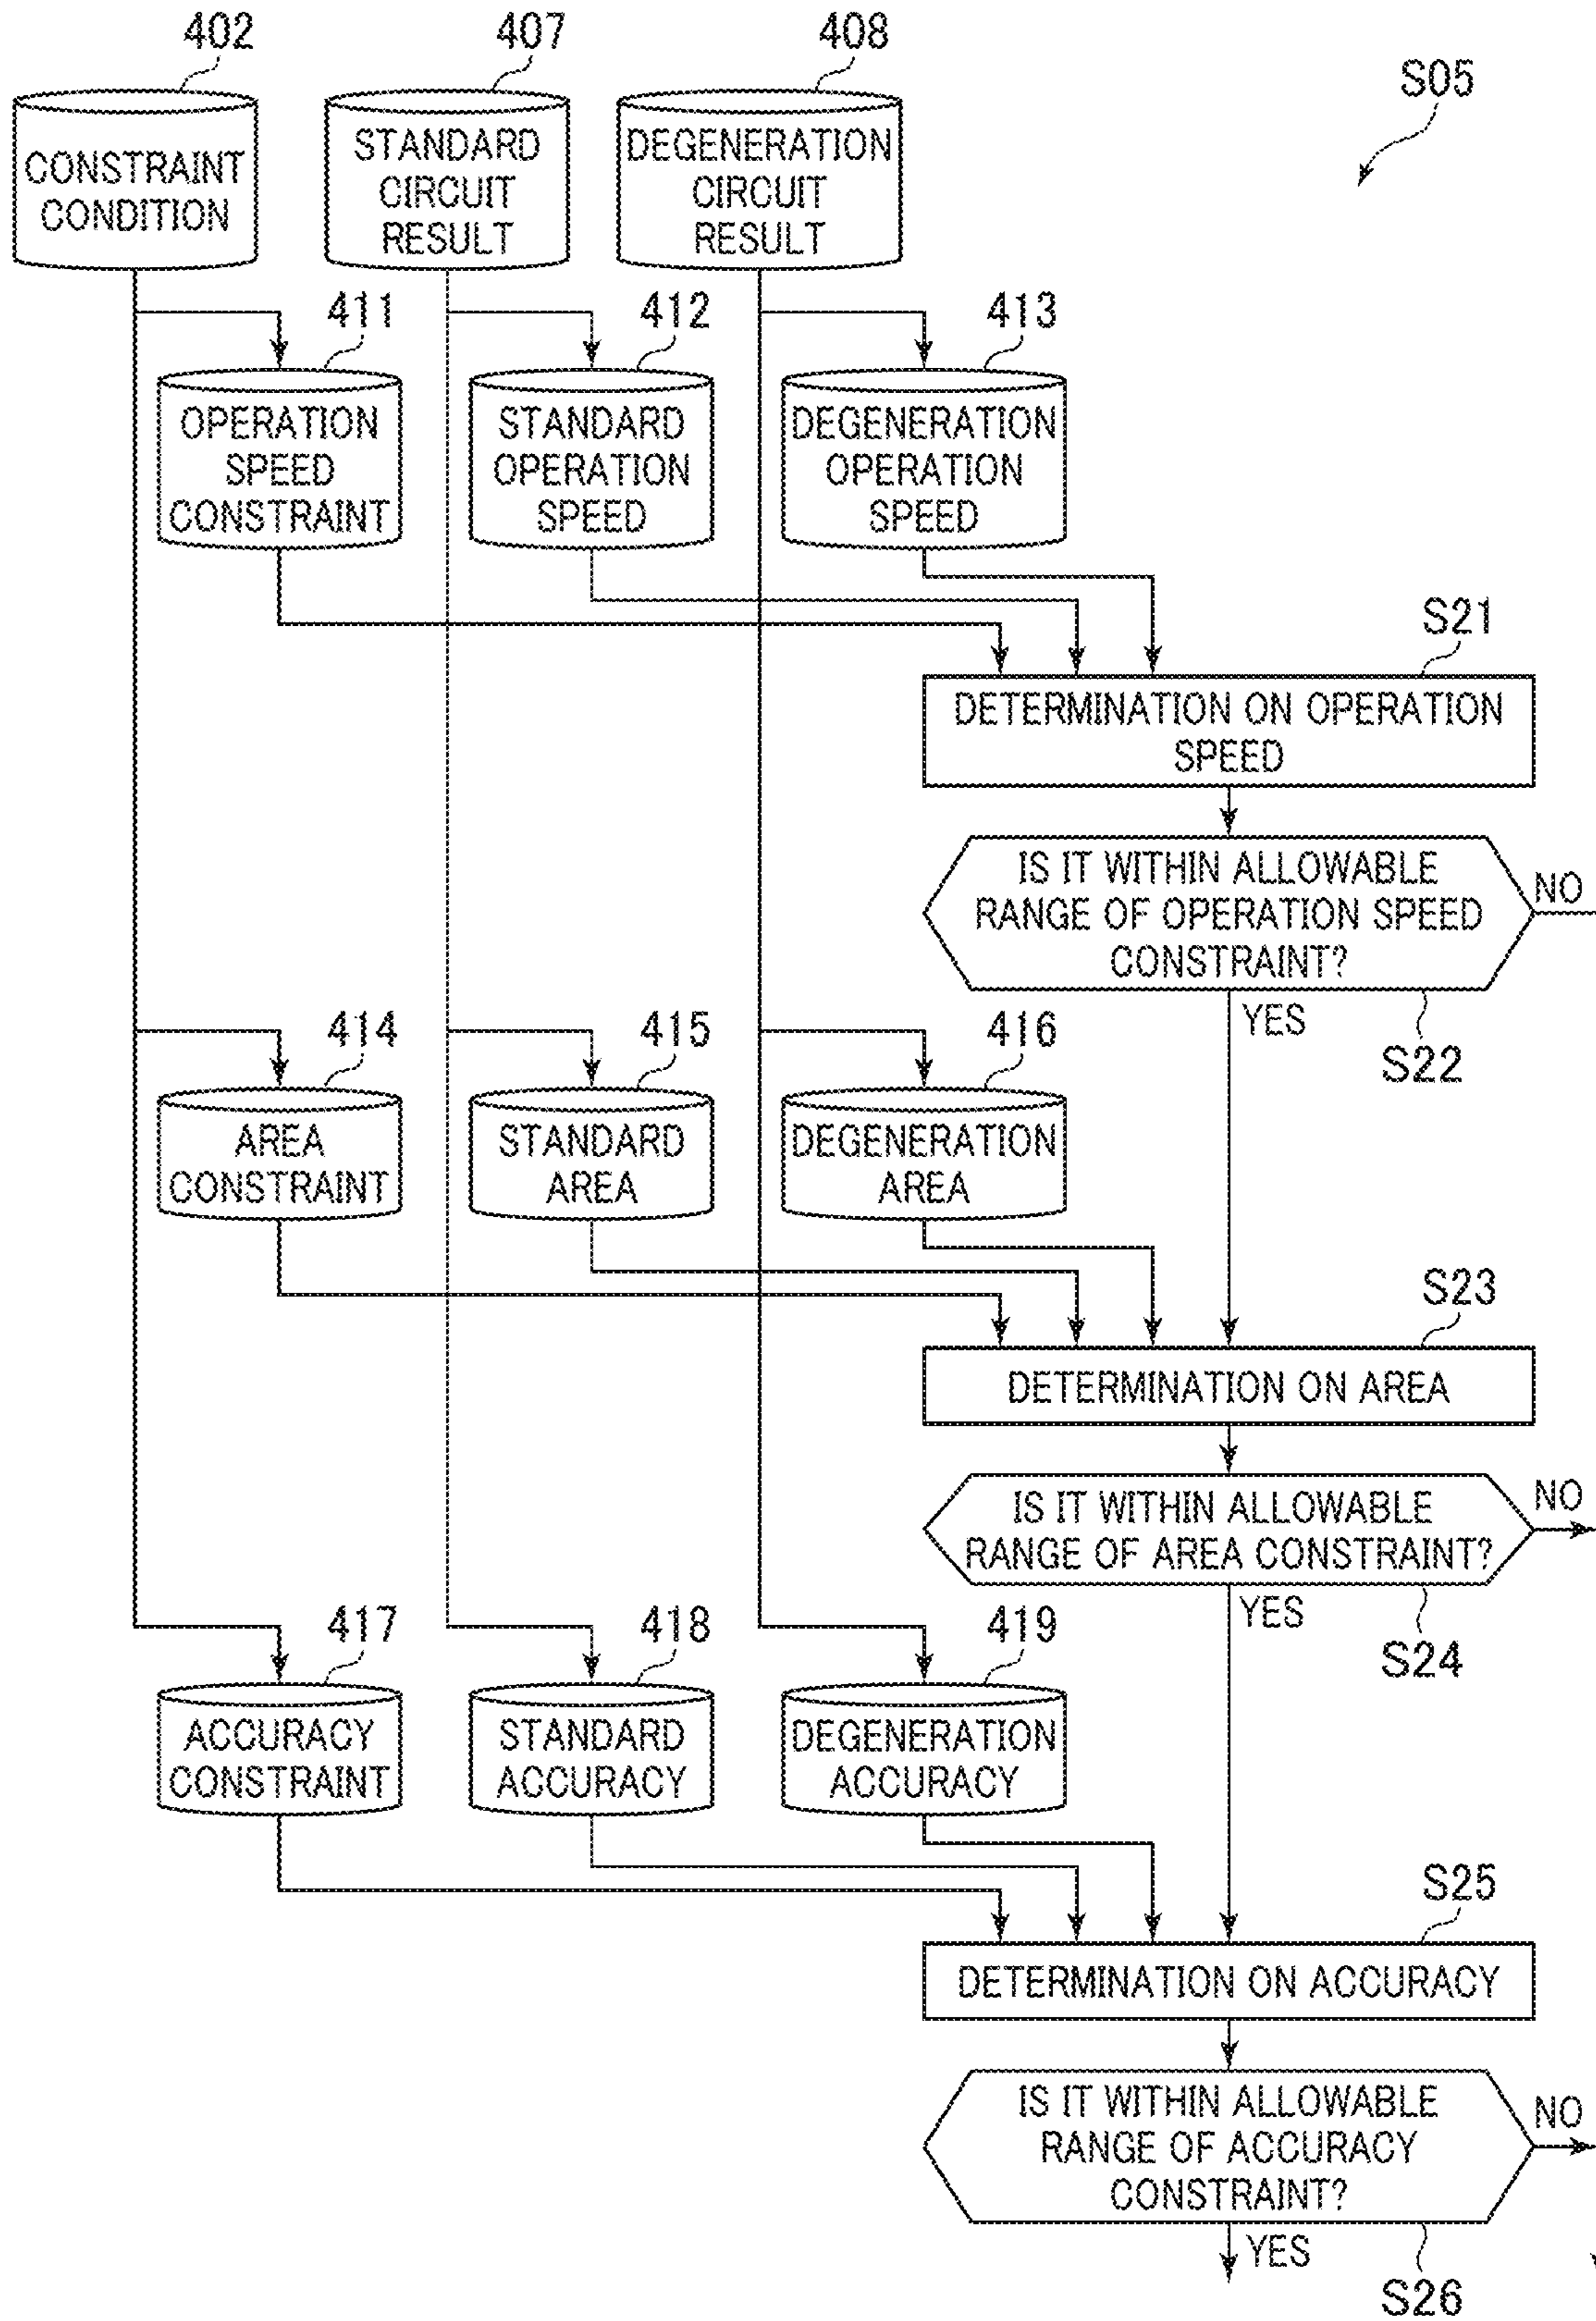 402
407
408
S05
CONSTRAINT
CONDITION
STANDARD
CIRCUIT
RESULT
DEGENERATION
CIRCUIT
RESULT
411
412
413
OPERATION
SPEED
CONSTRAINT
STANDARD
OPERATION
SPEED
DEGENERATION
OPERATION
SPEED
S21
DETERMINATION ON OPERATION
SPEED
IS IT WITHIN ALLOWABLE
RANGE OF OPERATION SPEED
CONSTRAINT?
NO
YES
S22
414
415
416
AREA
CONSTRAINT
STANDARD
AREA
DEGENERATION
AREA
S23
DETERMINATION ON AREA
IS IT WITHIN ALLOWABLE
RANGE OF AREA CONSTRAINT?
NO
YES
S24
417
418
419
ACCURACY
CONSTRAINT
STANDARD
ACCURACY
DEGENERATION
ACCURACY
S25
DETERMINATION ON ACCURACY
IS IT WITHIN ALLOWABLE
RANGE OF ACCURACY
CONSTRAINT?
NO
YES
S26